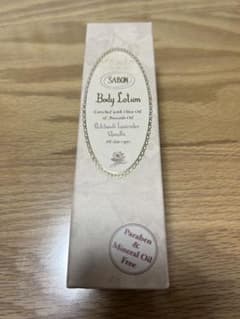 SABON
Body Lotion
Enriched with Olive Oil
& Avocado Oil
Patchouli Lavender
Vanilla
Paraben &
Mineral Oil
Free